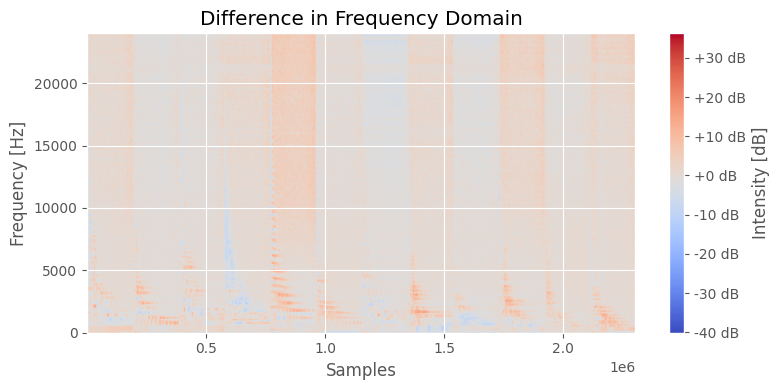 Difference in Frequency Domain
Frequency [Hz]
20000
15000
10000
5000
0
0.5
1.0
1.5
2.0
1e6
Samples
+30 dB
+20 dB
+10 dB
+0 dB
-10 dB
-20 dB
-30 dB
-40 dB
Intensity [dB]